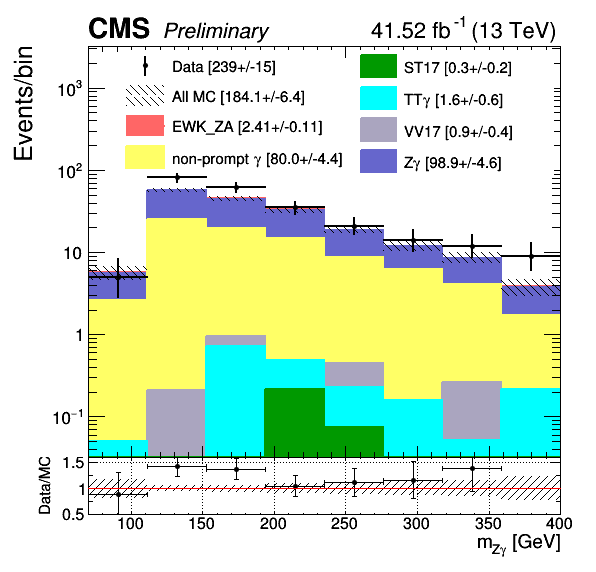 CMS Preliminary 41.52 fb⁻¹ (13 TeV)
Events/bin
Data [239+/-15]
All MC [184.1+/-6.4]
EWK_ZA [2.41+/-0.11]
non-prompt γ [80.0+/-4.4]
ST17 [0.3+/-0.2]
TTγ [1.6+/-0.6]
VV17 [0.9+/-0.4]
Zγ [98.9+/-4.6]
10³
10²
10
1
10⁻¹
Data/MC
1.5
1
0.5
100 150 200 250 300 350 400
m_Zγ [GeV]